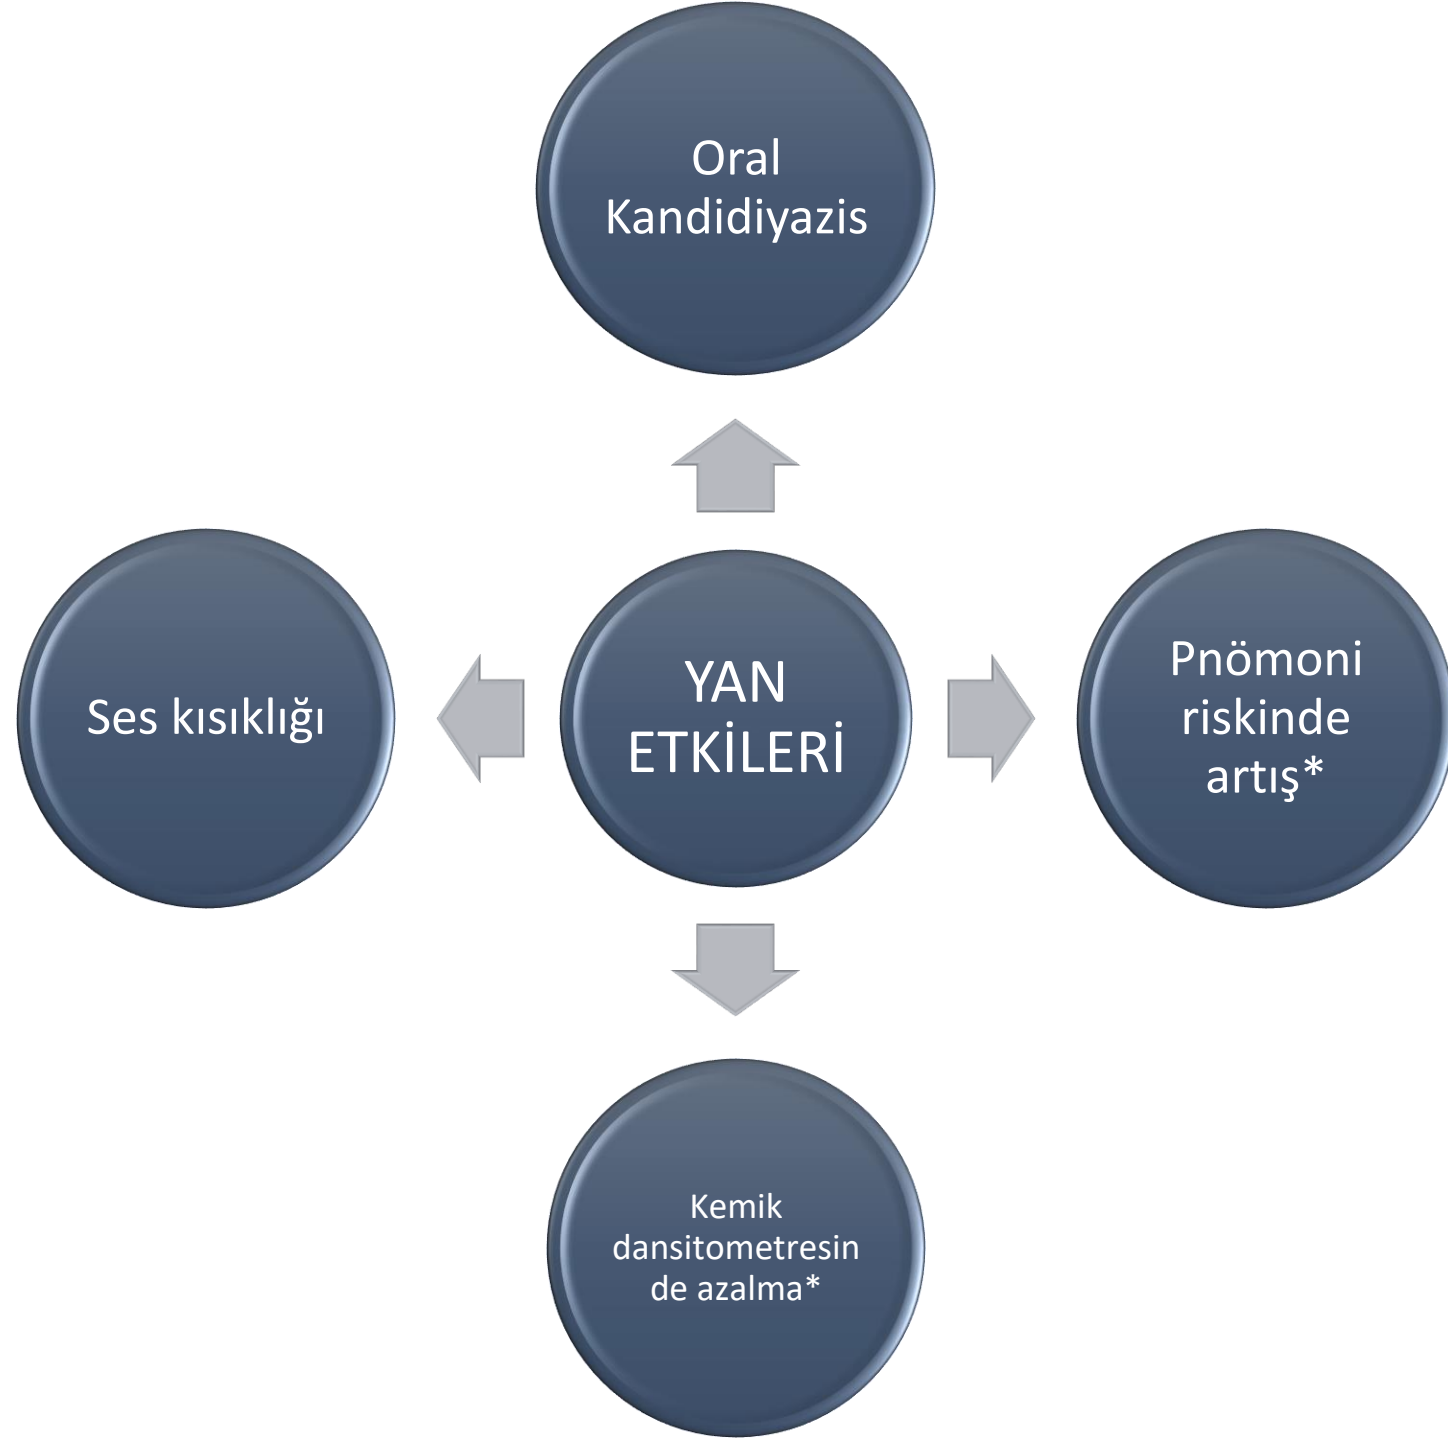 Oral
Kandidiyazis
Ses kısıklığı
YAN
ETKİLERİ
Pnömoni
riskinde
artış*
Kemik
dansitometresin
de azalma*